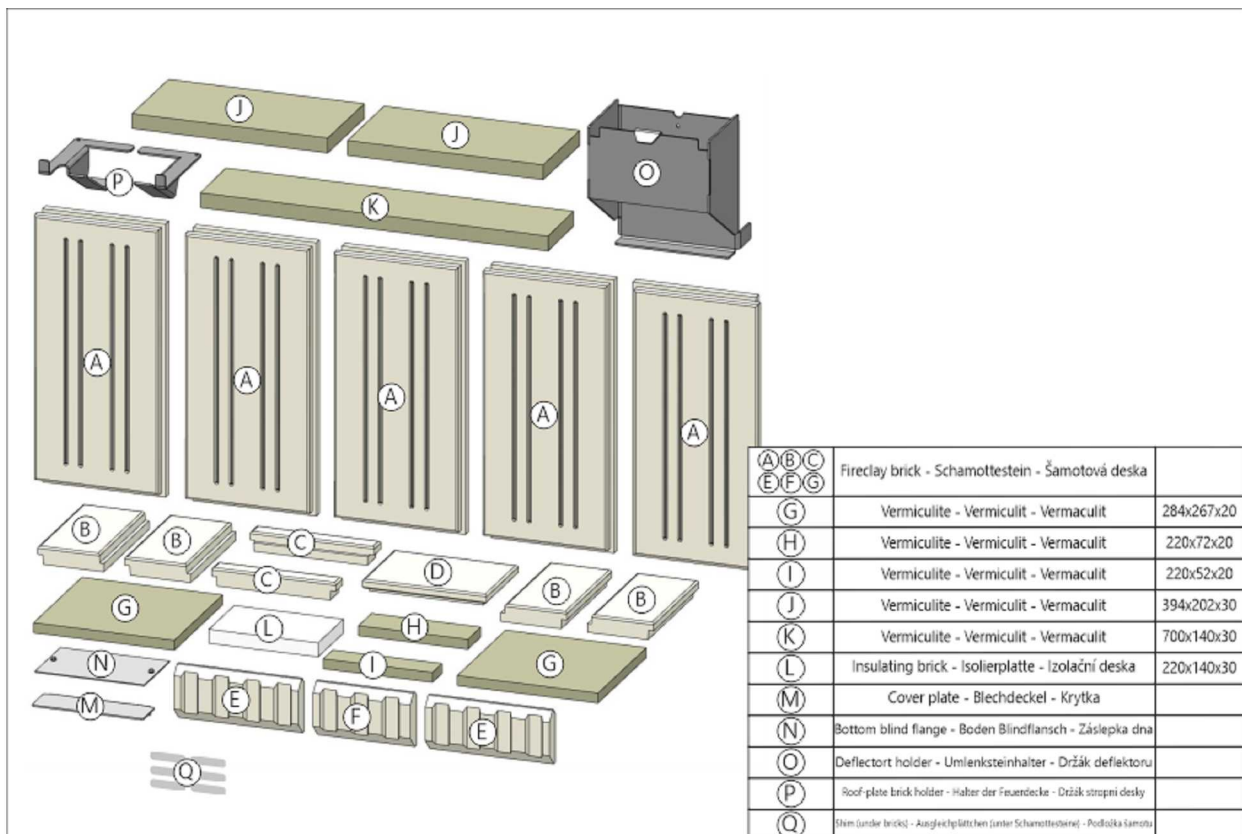 J
J
O
P
K
A
A
A
A
A
B
B
C
C
D
B
B
G
L
H
I
G
N
M
E
F
E
Q
A B C
E F G
Fireclay brick - Schamottestein - Šamotová deska
G Vermiculite - Vermiculit - Vermaculit 284x267x20
H Vermiculite - Vermiculit - Vermaculit 220x72x20
I Vermiculite - Vermiculit - Vermaculit 220x52x20
J Vermiculite - Vermiculit - Vermaculit 394x202x30
K Vermiculite - Vermiculit - Vermaculit 700x140x30
L Insulating brick - Isolierplatte - Izolační deska 220x140x30
M Cover plate - Blechdeckel - Krytka
N Bottom blind flange - Boden Blindflansch - Záslepka dna
O Deflectort holder - Umlenksteinhalter - Držák deflektoru
P Roof-plate brick holder - Halter der Feuerdecke - Držák stropní desky
Q Shim (under bricks) - Ausgleichplättchen (unter Schamottesteine) - Podložka šamotu